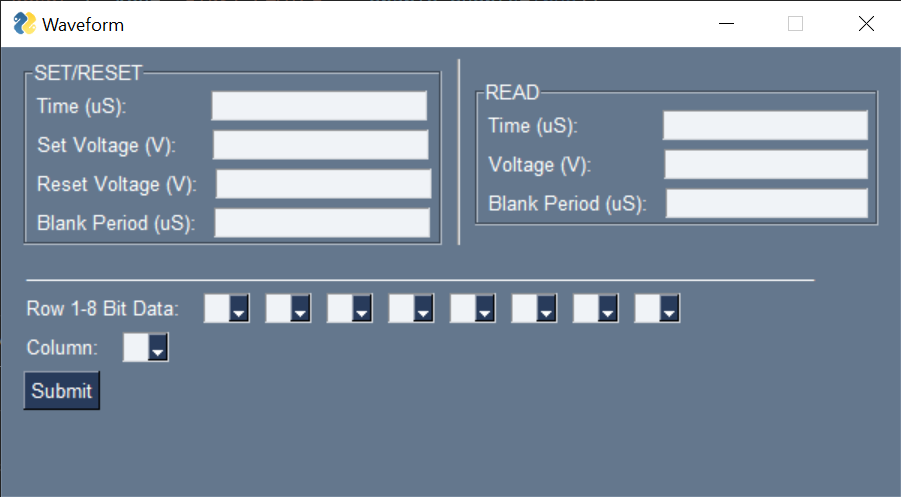 Waveform
SET/RESET
Time (uS):
Set Voltage (V):
Reset Voltage (V):
Blank Period (uS):
READ
Time (uS):
Voltage (V):
Blank Period (uS):
Row 1-8 Bit Data:
Column:
Submit